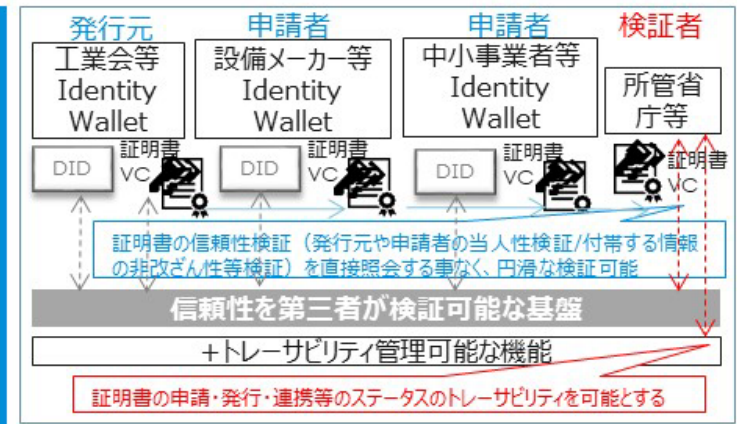 発行元
申請者
申請者
検証者
工業会等
Identity
Wallet
設備メーカー等
Identity
Wallet
中小事業者等
Identity
Wallet
所管省
庁等
DID
証明書
VC
DID
証明書
VC
DID
証明書
VC
証明書
VC
証明書の信頼性検証(発行元や申請者の当人性検証/付帯する情報
の非改ざん性等検証)を直接照会する事なく、円滑な検証可能
信頼性を第三者が検証可能な基盤
+トレーサビリティ管理可能な機能
証明書の申請・発行・連携等のステータスのトレーサビリティを可能とする